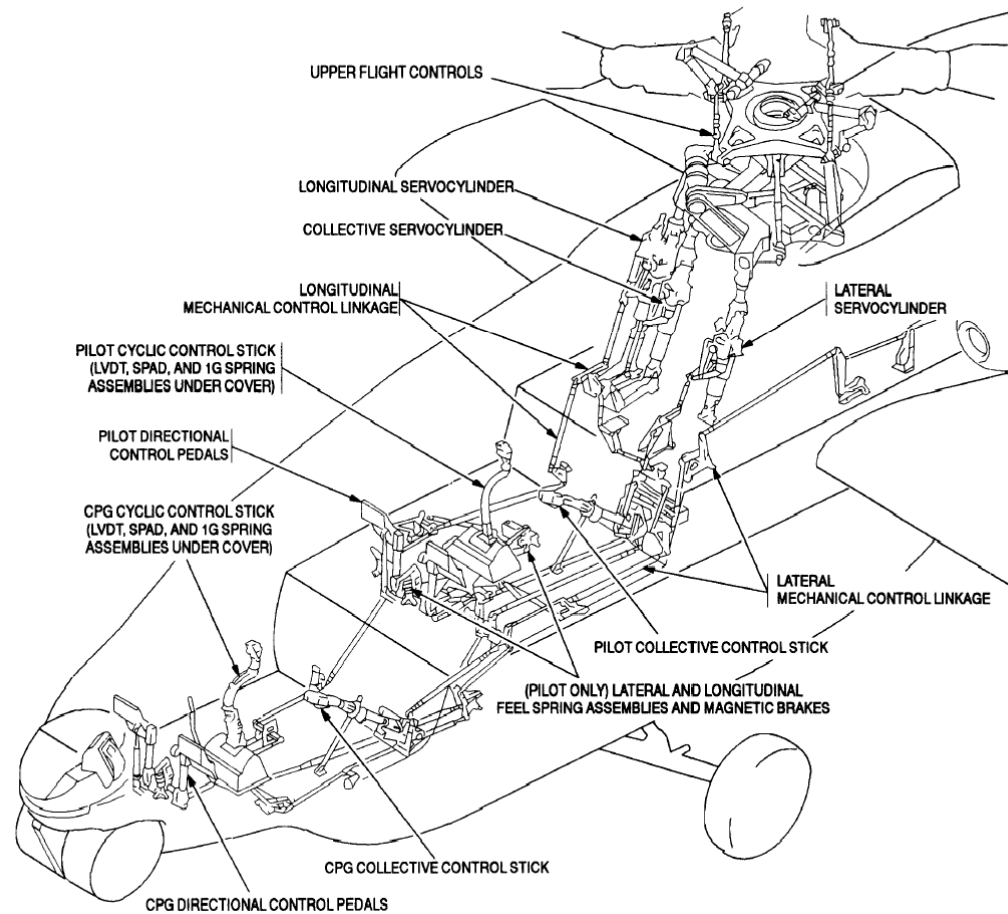 UPPER FLIGHT CONTROLS
LONGITUDINAL SERVOCYLINDER
COLLECTIVE SERVOCYLINDER
LONGITUDINAL
MECHANICAL CONTROL LINKAGE
LATERAL
SERVOCYLINDER
PILOT CYCLIC CONTROL STICK
(LVDT, SPAD, AND 1G SPRING
ASSEMBLIES UNDER COVER)
PILOT DIRECTIONAL
CONTROL PEDALS
CPG CYCLIC CONTROL STICK
(LVDT, SPAD, AND 1G SPRING
ASSEMBLIES UNDER COVER)
LATERAL
MECHANICAL CONTROL LINKAGE
PILOT COLLECTIVE CONTROL STICK
(PILOT ONLY) LATERAL AND LONGITUDINAL
FEEL SPRING ASSEMBLIES AND MAGNETIC BRAKES
CPG COLLECTIVE CONTROL STICK
CPG DIRECTIONAL CONTROL PEDALS